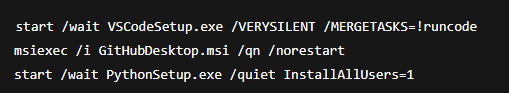 start /wait VSCodeSetup.exe /VERYSILENT /MERGETASKS=!runcode
msiexec /i GitHubDesktop.msi /qn /norestart
start /wait PythonSetup.exe /quiet InstallAllUsers=1